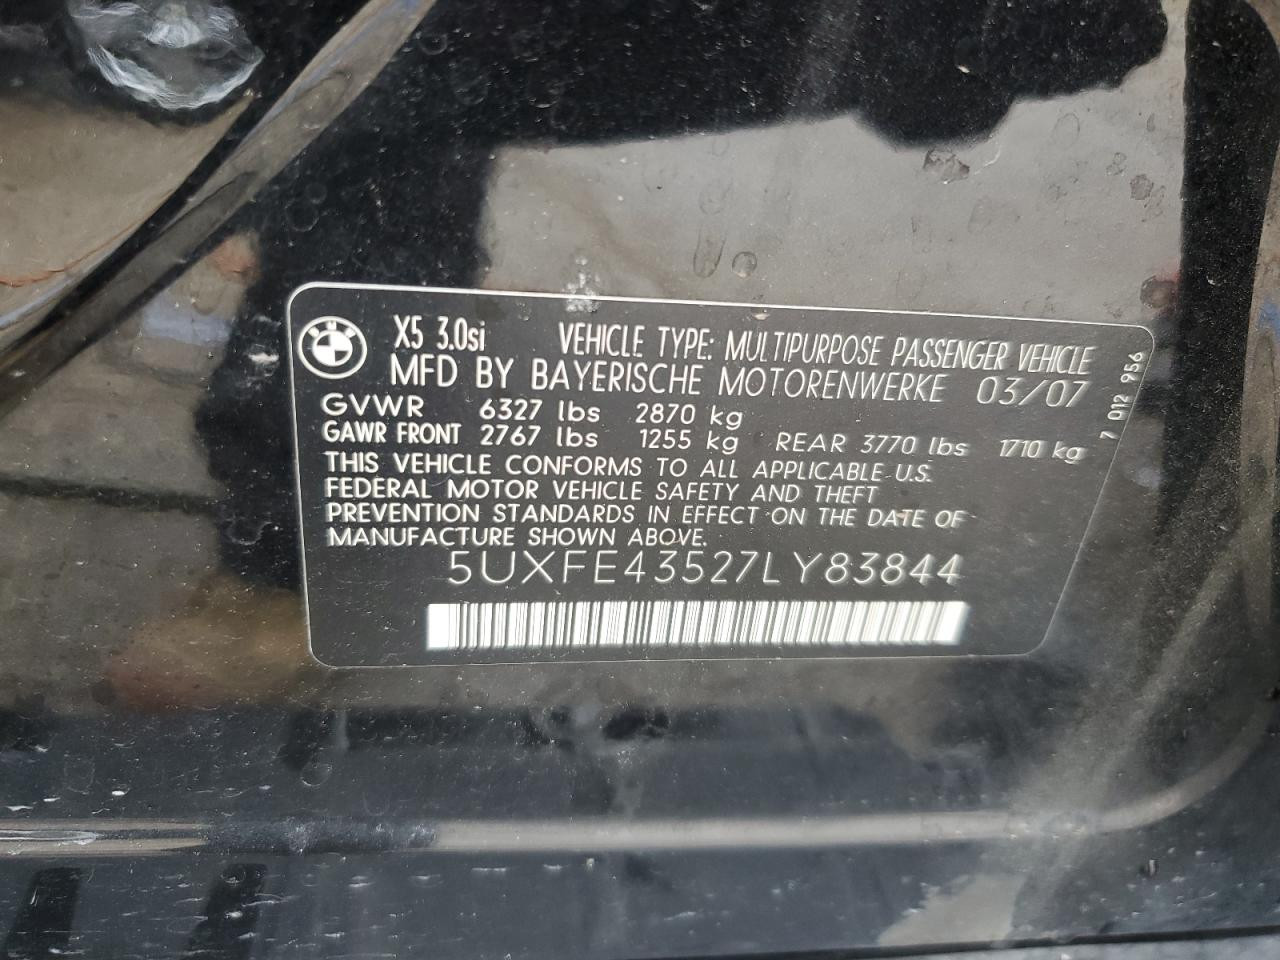 X5 3.0si VEHICLE TYPE: MULTIPURPOSE PASSENGER VEHICLE
MFD BY BAYERISCHE MOTORENWERKE 03/07
GVWR 6327 lbs 2870 kg
GAWR FRONT 2767 lbs 1255 kg REAR 3770 lbs 1710 kg
7 012 956
THIS VEHICLE CONFORMS TO ALL APPLICABLE U.S.
FEDERAL MOTOR VEHICLE SAFETY AND THEFT
PREVENTION STANDARDS IN EFFECT ON THE DATE OF
MANUFACTURE SHOWN ABOVE.
5UXFE43527LY83844